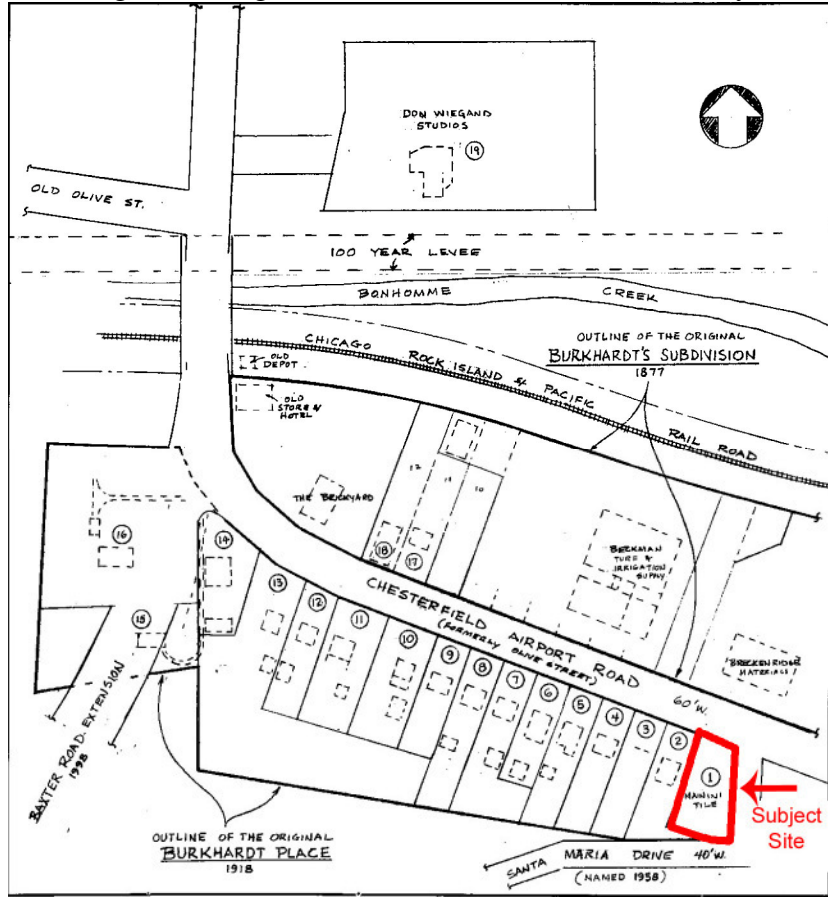 DON WIEGAND
STUDIOS
19
OLD OLIVE ST.
100 YEAR LEVEE
BONHOMME CREEK
OUTLINE OF THE ORIGINAL
BURKHARDT'S SUBDIVISION
1877
CHICAGO ROCK ISLAND & PACIFIC RAIL ROAD
OLD
DEPOT
OLD
STORE &
HOTEL
12
11
10
THE BRICKYARD
BECKMAN
TURF &
IRRIGATION
SUPPLY
16
14
18
17
CHESTERFIELD AIRPORT ROAD
(FORMERLY OLIVE STREET)
60'W.
BRECKENRIDGE
MATERIALS
15
13
12
11
10
9
8
7
6
5
4
3
2
1
MAININI
TILE
Subject
Site
BAXTER ROAD EXTENSION
1998
OUTLINE OF THE ORIGINAL
BURKHARDT PLACE
1918
SANTA MARIA DRIVE 40'W.
(NAMED 1958)